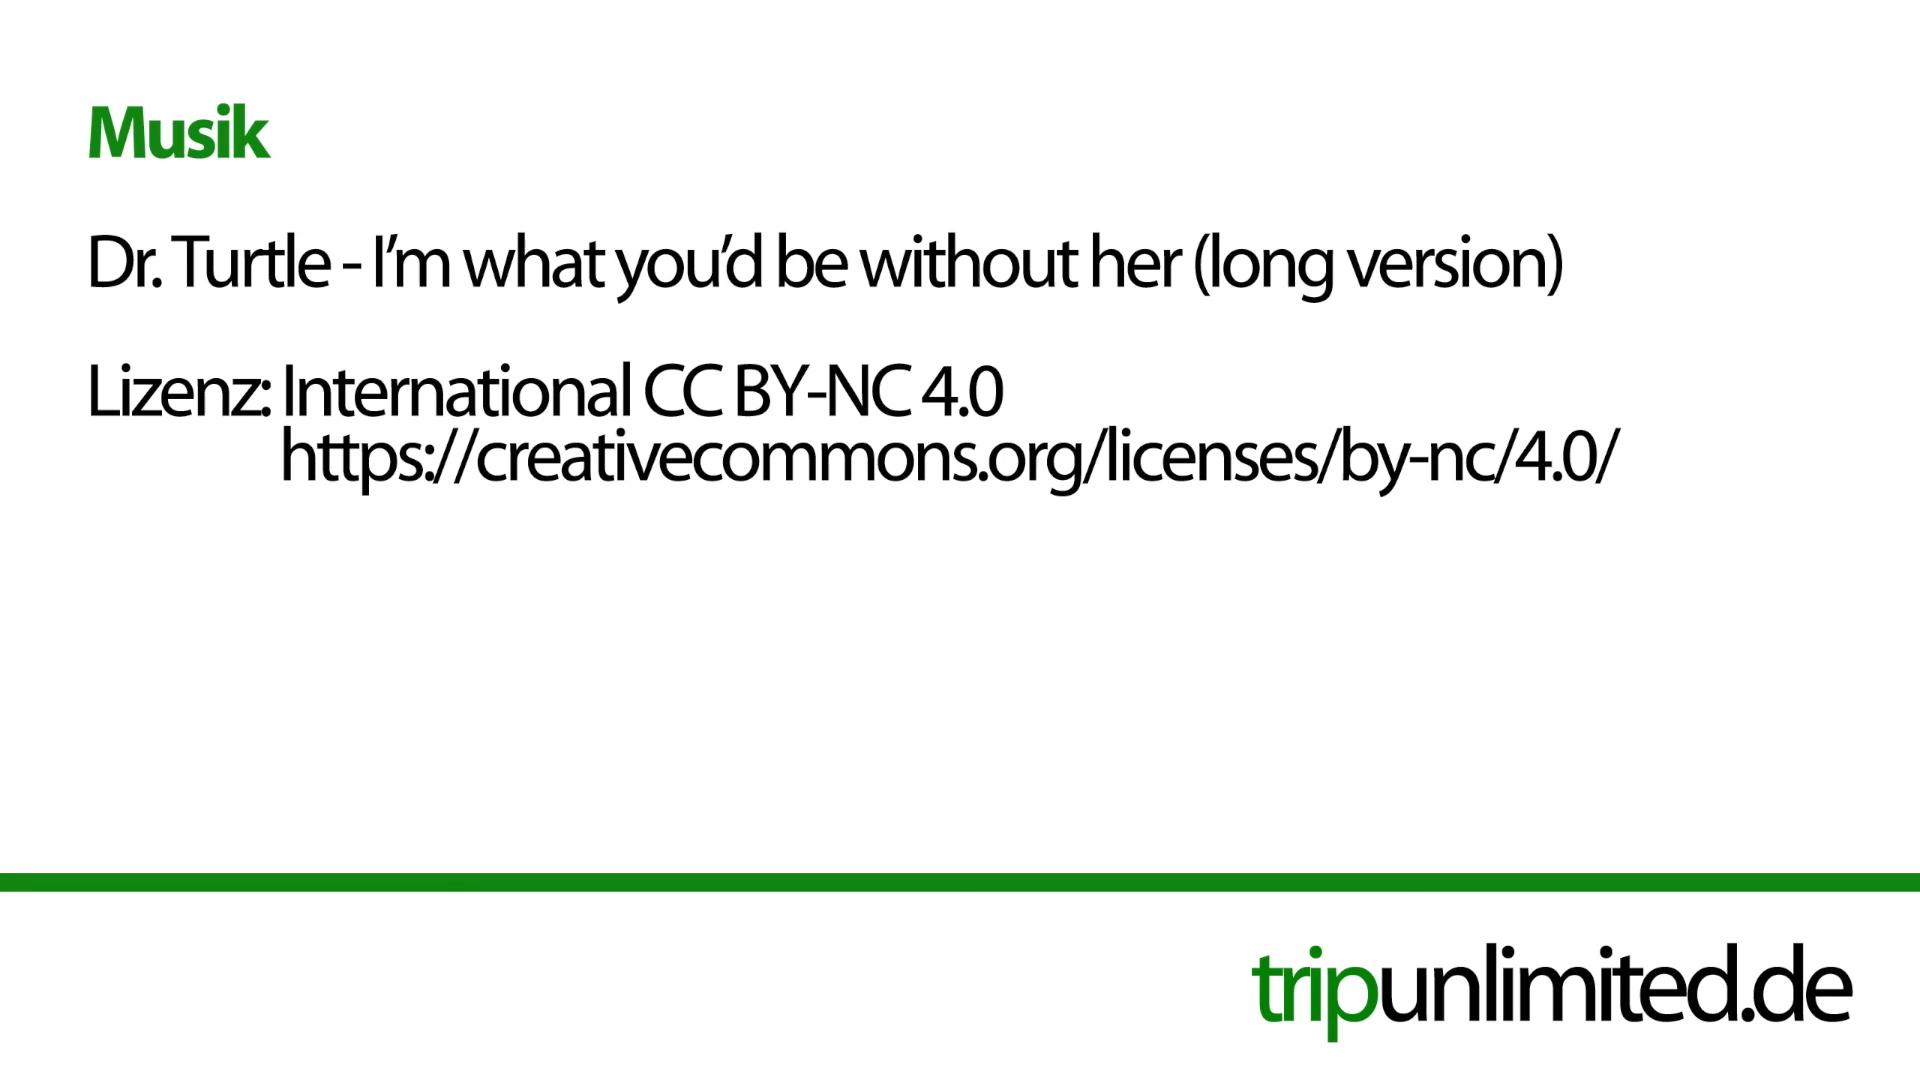 Musik
Dr. Turtle - I’m what you’d be without her (long version)
Lizenz: International CC BY-NC 4.0
https://creativecommons.org/licenses/by-nc/4.0/
tripunlimited.de